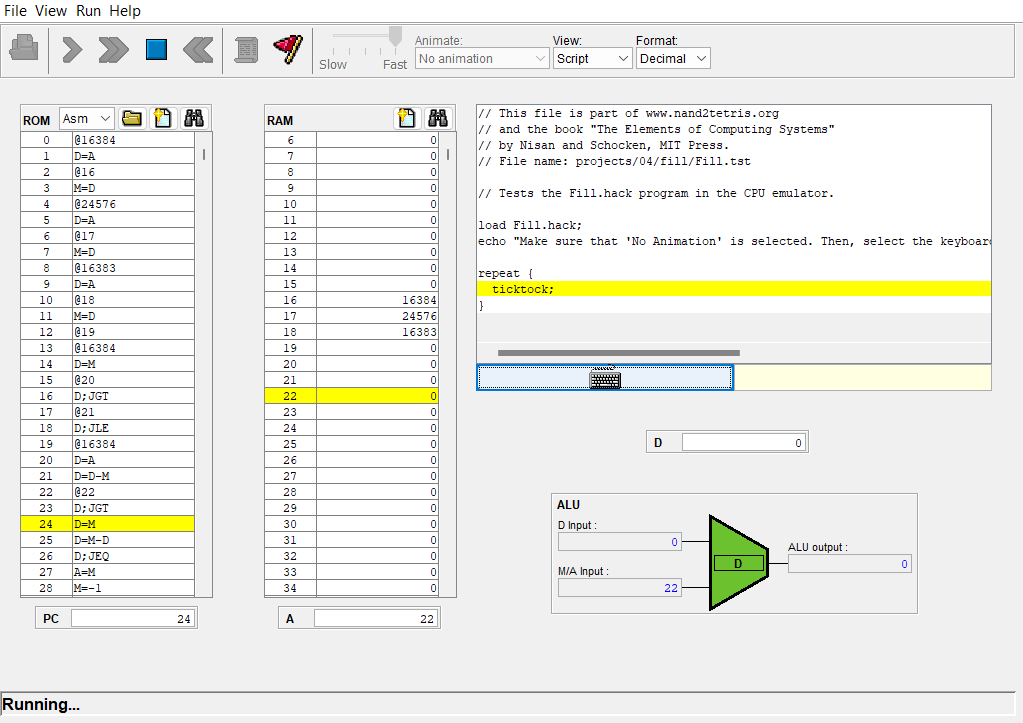 File View Run Help
Slow Fast
Animate:
No animation
View:
Script
Format:
Decimal
ROM Asm
0 @16384
1 D=A
2 @16
3 M=D
4 @24576
5 D=A
6 @17
7 M=D
8 @16383
9 D=A
10 @18
11 M=D
12 @19
13 @16384
14 D=M
15 @20
16 D;JGT
17 @21
18 D;JLE
19 @16384
20 D=A
21 D=D-M
22 @22
23 D;JGT
24 D=M
25 D=M-D
26 D;JEQ
27 A=M
28 M=-1
PC 24
RAM
6 0
7 0
8 0
9 0
10 0
11 0
12 0
13 0
14 0
15 0
16 16384
17 24576
18 16383
19 0
20 0
21 0
22 0
23 0
24 0
25 0
26 0
27 0
28 0
29 0
30 0
31 0
32 0
33 0
34 0
A 22
// This file is part of www.nand2tetris.org
// and the book "The Elements of Computing Systems"
// by Nisan and Schocken, MIT Press.
// File name: projects/04/fill/Fill.tst
// Tests the Fill.hack program in the CPU emulator.
load Fill.hack;
echo "Make sure that 'No Animation' is selected. Then, select the keyboard
repeat {
ticktock;
}
D 0
ALU
D Input :
0
M/A Input :
22
D
ALU output :
0
Running...